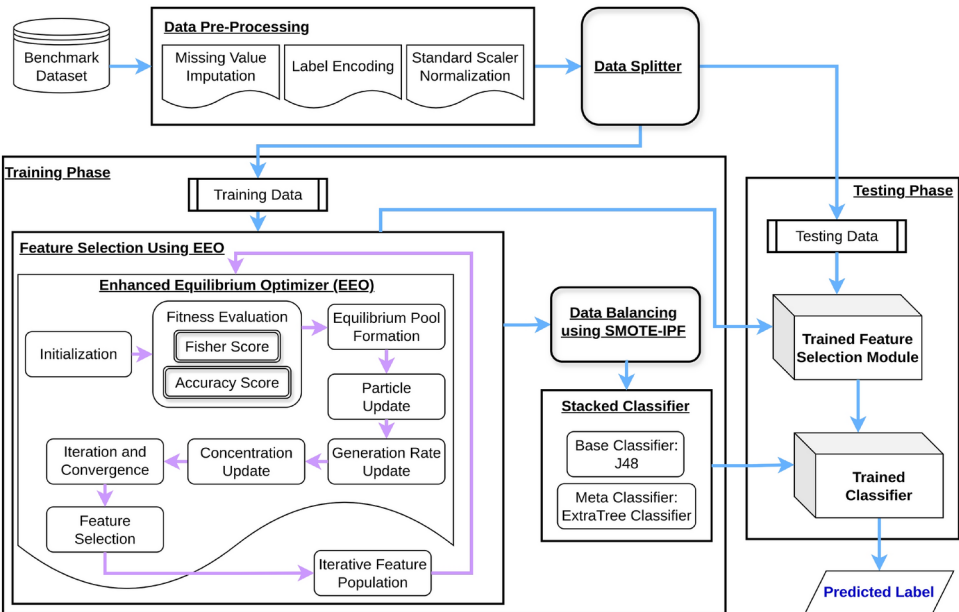 Benchmark
Dataset
Data Pre-Processing
Missing Value
Imputation
Label Encoding
Standard Scaler
Normalization
Data Splitter
Training Phase
Training Data
Feature Selection Using EEO
Enhanced Equilibrium Optimizer (EEO)
Initialization
Fitness Evaluation
Fisher Score
Accuracy Score
Equilibrium Pool
Formation
Particle
Update
Generation Rate
Update
Concentration
Update
Iteration and
Convergence
Feature
Selection
Iterative Feature
Population
Data Balancing
using SMOTE-IPF
Stacked Classifier
Base Classifier:
J48
Meta Classifier:
ExtraTree Classifier
Testing Phase
Testing Data
Trained Feature
Selection Module
Trained
Classifier
Predicted Label